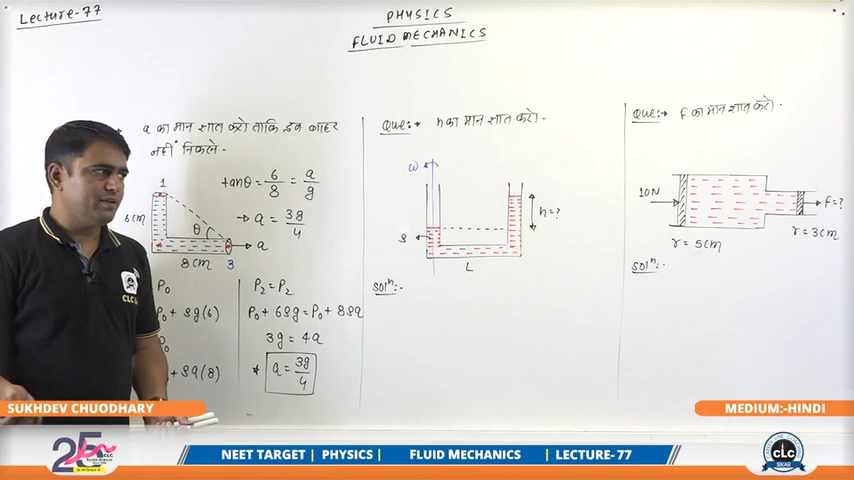 Lecture-77
PHYSICS
FLUID MECHANICS
a का मान ज्ञात करो ताकि द्रव बाहर
नहीं निकले -
1
6cm
θ
a
8cm
3
tanθ = 6/8 = a/g
→ a = 3g/4
P₀
P₀ + ρg(6)
+ ρa(8)
P₂ = P₂
P₀ + 6ρg = P₀ + 8ρa
3g = 4a
* a = 3g/4
Que:→ h का मान ज्ञात करो -
ω
ρ
h=?
L
Solⁿ:-
Que:→ F का मान ज्ञात करो -
10N
F=?
r = 5cm
r = 3cm
Solⁿ:-
CLC
SUKHDEV CHUODHARY
MEDIUM:-HINDI
25
NEET TARGET | PHYSICS | FLUID MECHANICS | LECTURE- 77
CLC
SIKAR